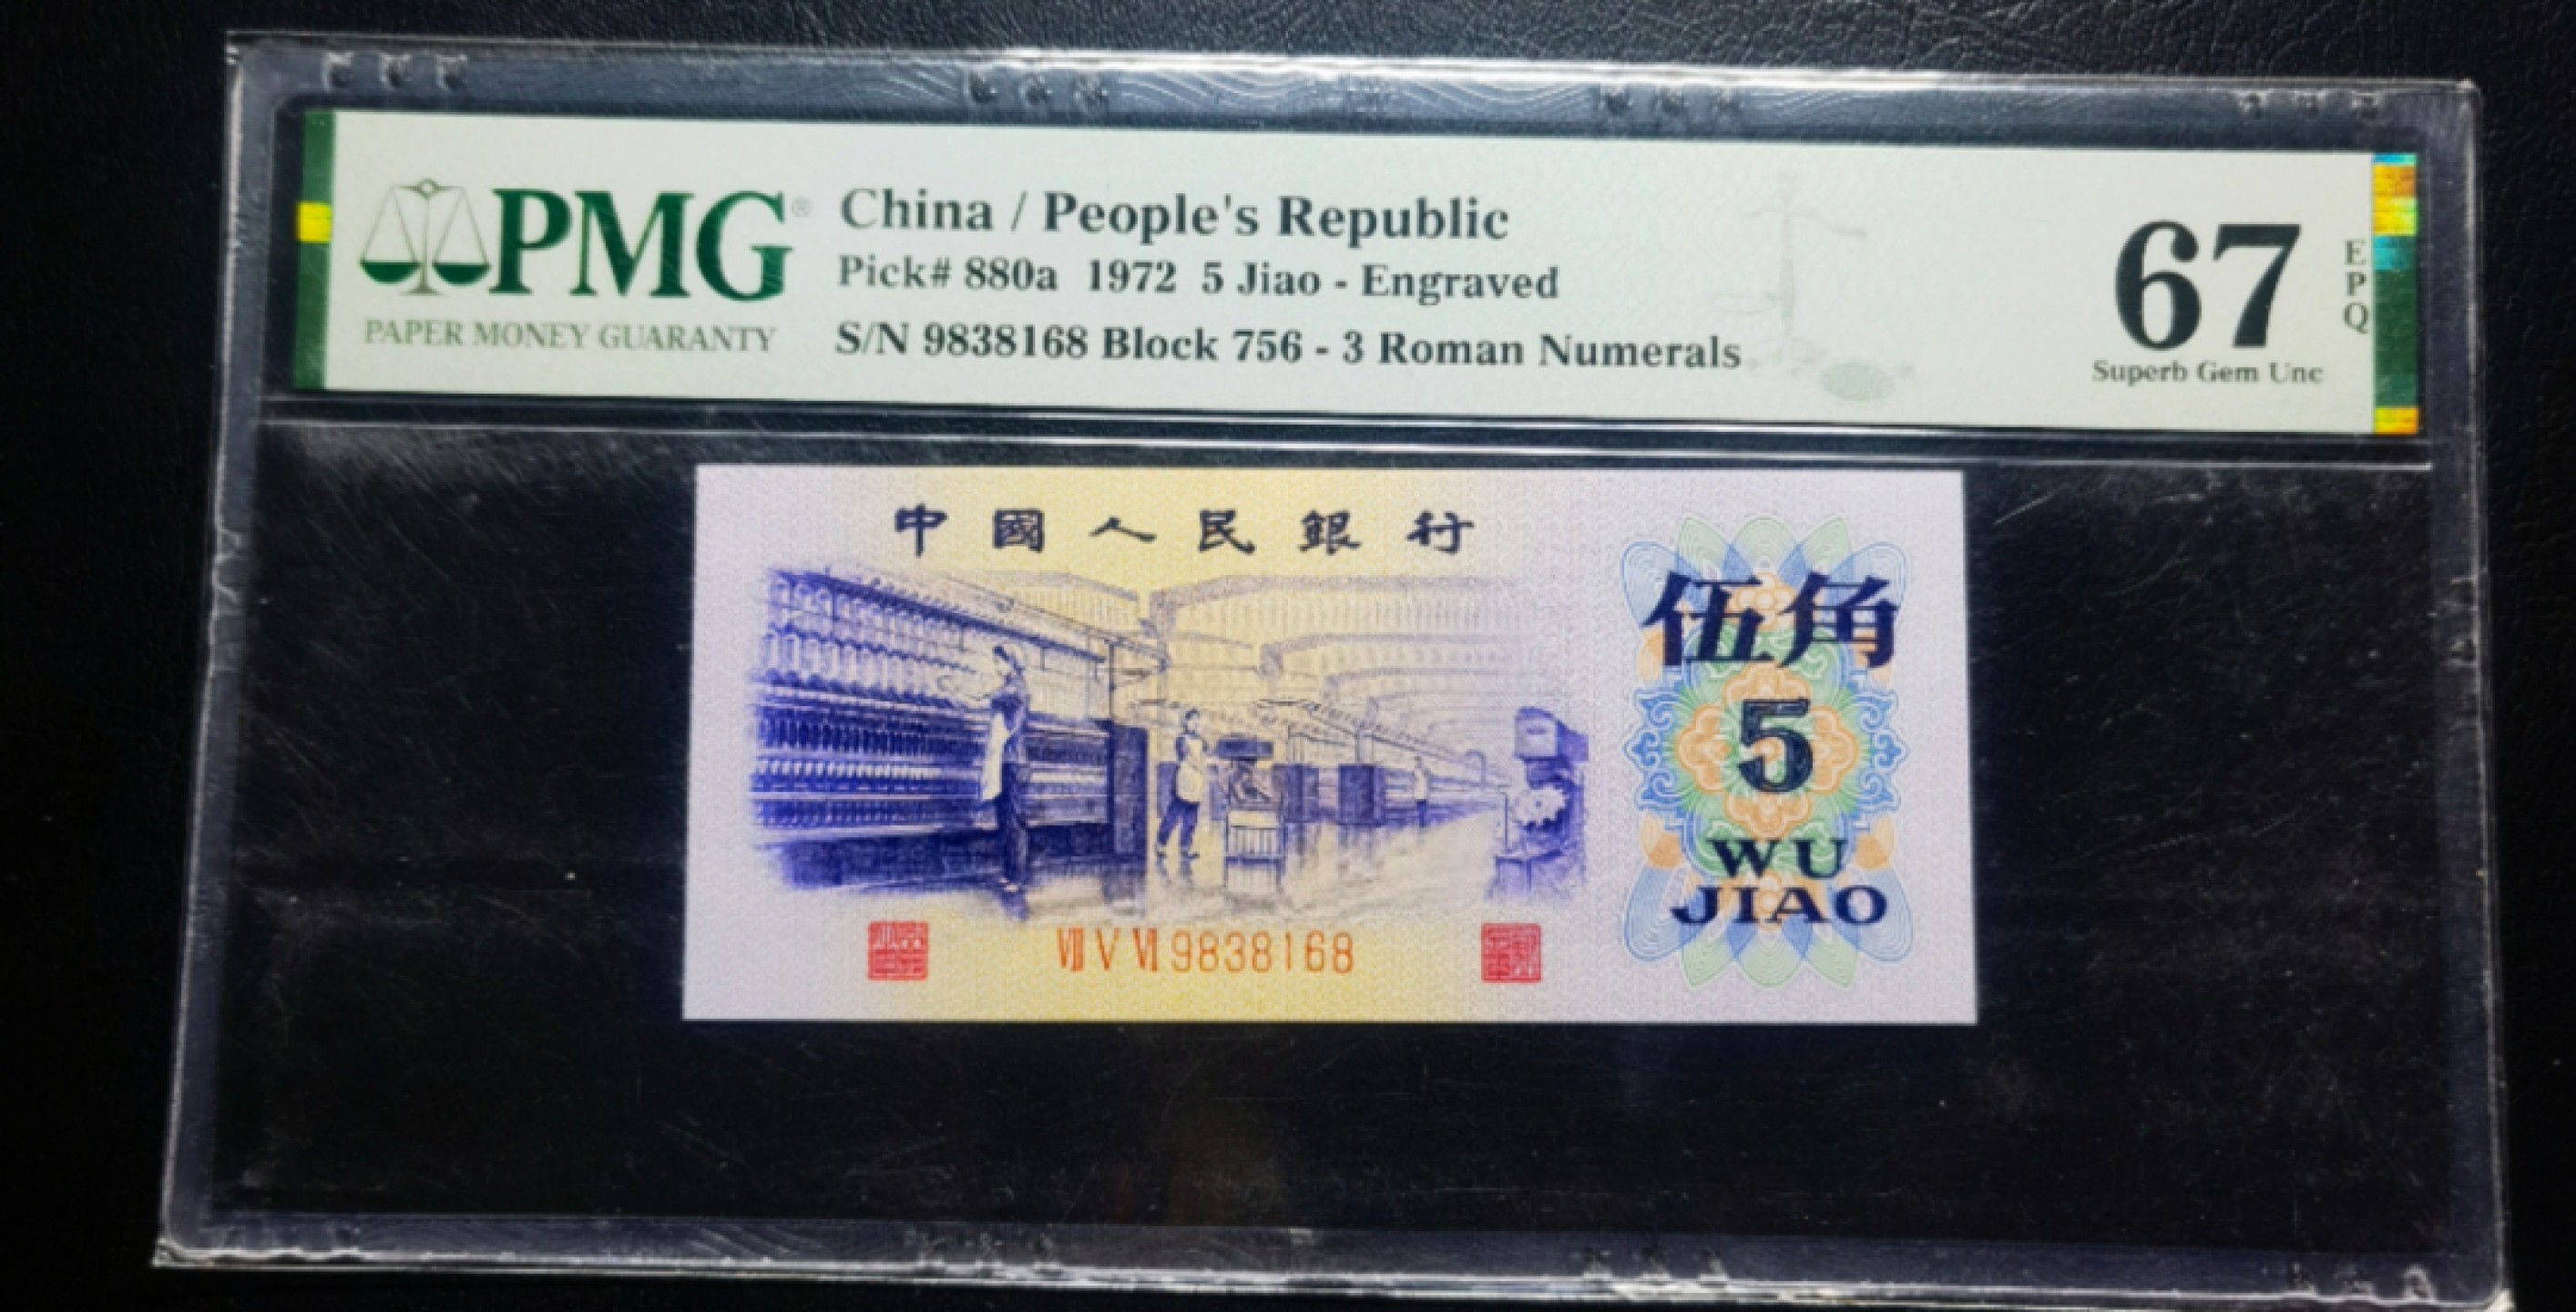 PMG®
PAPER MONEY GUARANTY
China / People's Republic
Pick# 880a 1972 5 Jiao - Engraved
S/N 9838168 Block 756 - 3 Roman Numerals
67
EPQ
Superb Gem Unc
中國人民銀行
伍角
5
WU
JIAO
Ⅶ Ⅴ Ⅵ 9838168